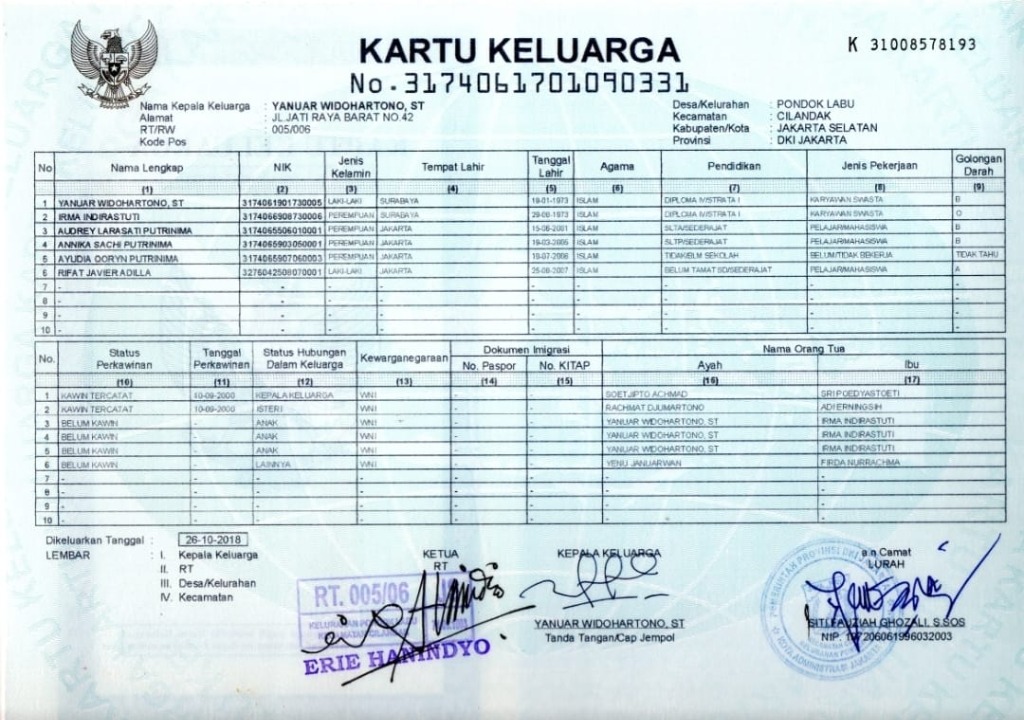 KARTU KELUARGA
K 31008578193
No. 3174061701090331
Nama Kepala Keluarga : YANUAR WIDOHARTONO, ST
Alamat : JL.JATI RAYA BARAT NO.42
RT/RW : 005/006
Kode Pos :
Desa/Kelurahan : PONDOK LABU
Kecamatan : CILANDAK
Kabupaten/Kota : JAKARTA SELATAN
Provinsi : DKI JAKARTA
No Nama Lengkap NIK Jenis Kelamin Tempat Lahir Tanggal Lahir Agama Pendidikan Jenis Pekerjaan Golongan Darah
(1) (2) (3) (4) (5) (6) (7) (8) (9)
1 YANUAR WIDOHARTONO, ST 3174061901730005 LAKI-LAKI SURABAYA 19-01-1973 ISLAM DIPLOMA IV/STRATA I KARYAWAN SWASTA B
2 IRMA INDIRASTUTI 3174066908730006 PEREMPUAN SURABAYA 29-08-1973 ISLAM DIPLOMA IV/STRATA I KARYAWAN SWASTA O
3 AUDREY LARASATI PUTRINIMA 3174065506010001 PEREMPUAN JAKARTA 15-06-2001 ISLAM SLTA/SEDERAJAT PELAJAR/MAHASISWA B
4 ANNIKA SACHI PUTRINIMA 3174065903050001 PEREMPUAN JAKARTA ISLAM SLTP/SEDERAJAT PELAJAR/MAHASISWA B
5 AYUDIA OORYN PUTRINIMA 3174065907060003 PEREMPUAN JAKARTA ISLAM TIDAK/BLM SEKOLAH BELUM/TIDAK BEKERJA TIDAK TAHU
6 RIFAT JAVIER ADILLA 3276042508070001 LAKI-LAKI JAKARTA 25-08-2007 ISLAM BELUM TAMAT SD/SEDERAJAT PELAJAR/MAHASISWA A
7 - - - - - - - - -
8 - - - - - - - - -
9 - - - - - - - - -
10 - - - - - - - - -
No. Status Perkawinan Tanggal Perkawinan Status Hubungan Dalam Keluarga Kewarganegaraan Dokumen Imigrasi Nama Orang Tua
No. Paspor No. KITAP Ayah Ibu
(10) (11) (12) (13) (14) (15) (16) (17)
1 KAWIN TERCATAT 10-09-2000 KEPALA KELUARGA WNI - - SOETJIPTO ACHMAD SRI POEDYASTOETI
2 KAWIN TERCATAT 10-09-2000 ISTERI WNI - - RACHMAT DJUMARTONO ADI ERNINGSIH
3 BELUM KAWIN - ANAK WNI - - YANUAR WIDOHARTONO, ST IRMA INDIRASTUTI
4 BELUM KAWIN - ANAK WNI - - YANUAR WIDOHARTONO, ST IRMA INDIRASTUTI
5 BELUM KAWIN - ANAK WNI - - YANUAR WIDOHARTONO, ST IRMA INDIRASTUTI
6 BELUM KAWIN - LAINNYA WNI - - YENU JANUARWAN FIRDA NURRACHMA
7 - - - - - - - -
8 - - - - - - - -
9 - - - - - - - -
10 - - - - - - - -
Dikeluarkan Tanggal : 26-10-2018
LEMBAR : I. Kepala Keluarga
II. RT
III. Desa/Kelurahan
IV. Kecamatan
KETUA
RT
RT. 005/06
ERIE HANINDYO
KEPALA KELUARGA
YANUAR WIDOHARTONO, ST
Tanda Tangan/Cap Jempol
a.n Camat
LURAH
SITI FAUZIAH GHOZALI, S.SOS